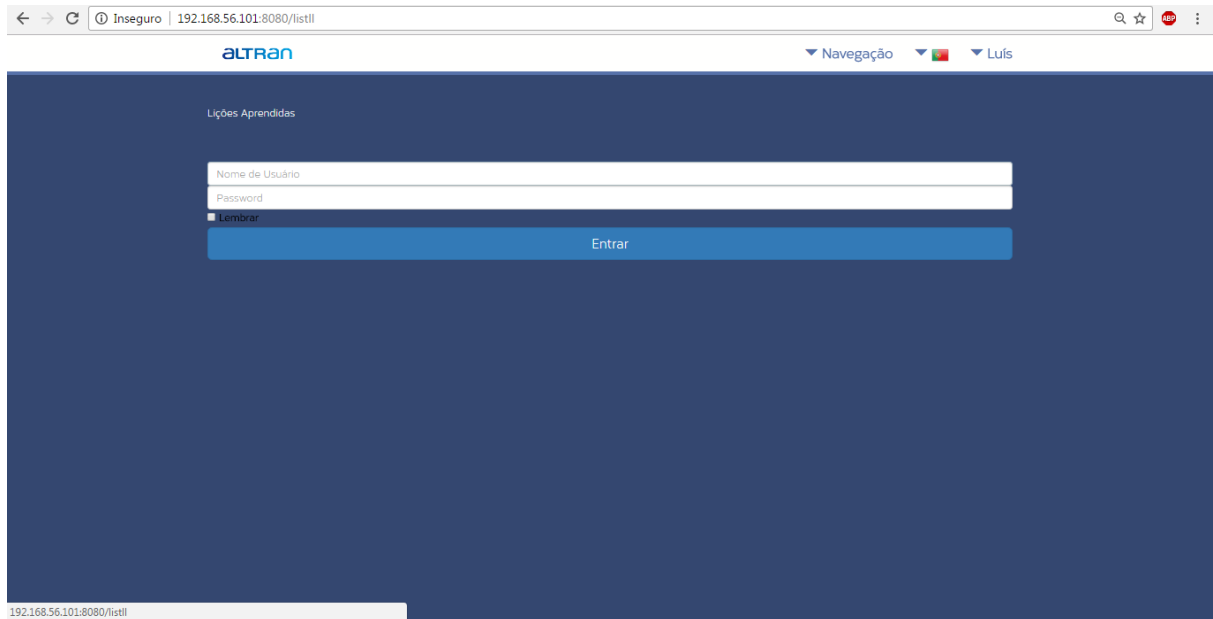 Inseguro | 192.168.56.101:8080/listll
ABP
aLTRan
Navegação Luís
Lições Aprendidas
Nome de Usuário
Password
Lembrar
Entrar
192.168.56.101:8080/listll